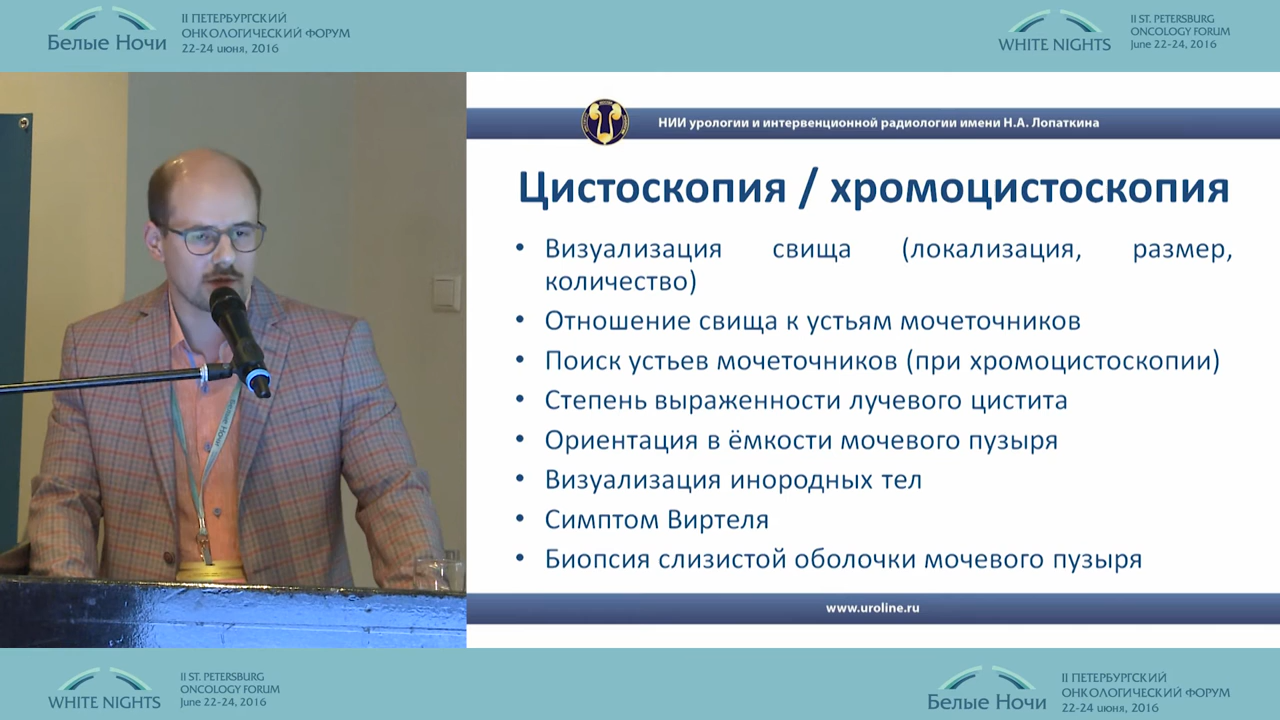 Белые Ночи
II ПЕТЕРБУРГСКИЙ
ОНКОЛОГИЧЕСКИЙ ФОРУМ
22-24 июня, 2016
WHITE NIGHTS
II ST. PETERSBURG
ONCOLOGY FORUM
June 22-24, 2016
НИИ урологии и интервенционной радиологии имени Н.А. Лопаткина
Цистоскопия / хромоцистоскопия
• Визуализация свища (локализация, размер,
количество)
• Отношение свища к устьям мочеточников
• Поиск устьев мочеточников (при хромоцистоскопии)
• Степень выраженности лучевого цистита
• Ориентация в ёмкости мочевого пузыря
• Визуализация инородных тел
• Симптом Виртеля
• Биопсия слизистой оболочки мочевого пузыря
www.uroline.ru
Белые Ночи
WHITE NIGHTS
II ST. PETERSBURG
ONCOLOGY FORUM
June 22-24, 2016
Белые Ночи
II ПЕТЕРБУРГСКИЙ
ОНКОЛОГИЧЕСКИЙ ФОРУМ
22-24 июня, 2016